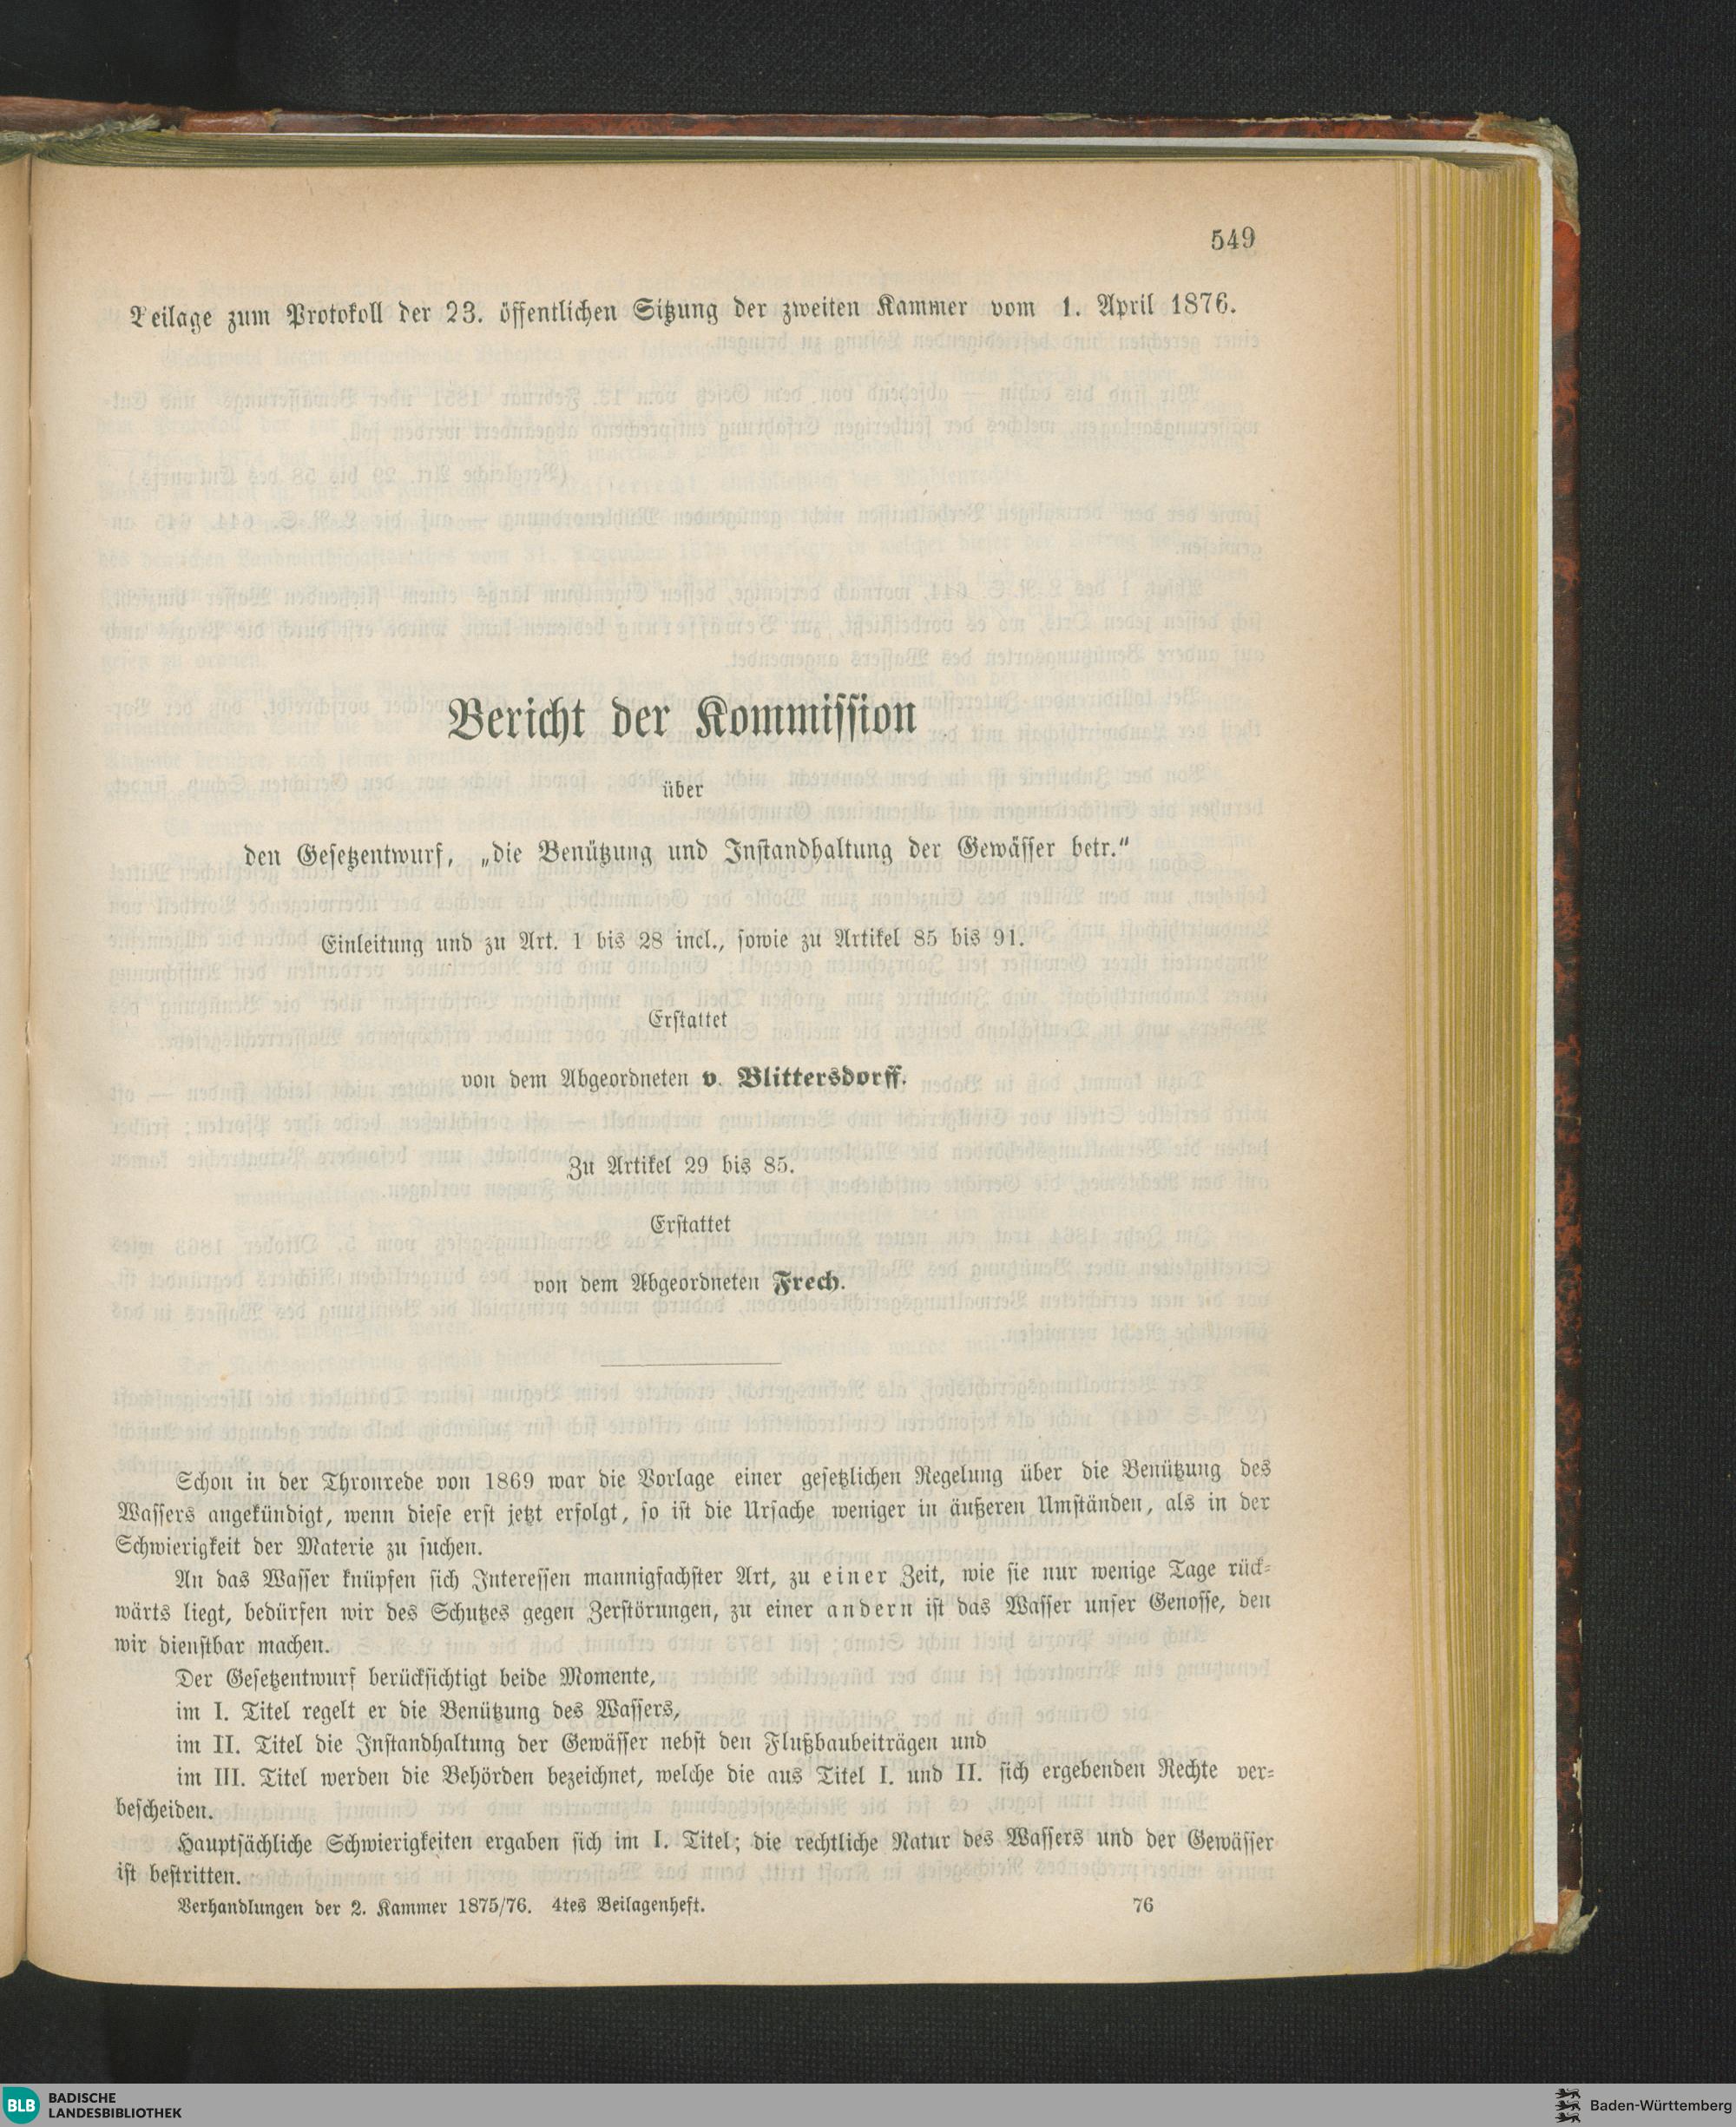 549
Beilage zum Protokoll der 23. öffentlichen Sitzung der zweiten Kammer vom 1. April 1876.
Bericht der Kommission
über
den Gesetzentwurf, „die Benützung und Instandhaltung der Gewässer betr.“
Einleitung und zu Art. 1 bis 28 incl., sowie zu Artikel 85 bis 91.
Erstattet
von dem Abgeordneten v. Blittersdorff.
Zu Artikel 29 bis 85.
Erstattet
von dem Abgeordneten Frech.
Schon in der Thronrede von 1869 war die Vorlage einer gesetzlichen Regelung über die Benützung des
Wassers angekündigt, wenn diese erst jetzt erfolgt, so ist die Ursache weniger in äußeren Umständen, als in der
Schwierigkeit der Materie zu suchen.
An das Wasser knüpfen sich Interessen mannigfachster Art, zu einer Zeit, wie sie nur wenige Tage rück-
wärts liegt, bedürfen wir des Schutzes gegen Zerstörungen, zu einer andern ist das Wasser unser Genosse, den
wir dienstbar machen.
Der Gesetzentwurf berücksichtigt beide Momente,
im I. Titel regelt er die Benützung des Wassers,
im II. Titel die Instandhaltung der Gewässer nebst den Flußbaubeiträgen und
im III. Titel werden die Behörden bezeichnet, welche die aus Titel I. und II. sich ergebenden Rechte ver-
bescheiden.
Hauptsächliche Schwierigkeiten ergaben sich im I. Titel; die rechtliche Natur des Wassers und der Gewässer
ist bestritten.
Verhandlungen der 2. Kammer 1875/76. 4tes Beilagenheft. 76
BLB BADISCHE
LANDESBIBLIOTHEK
Baden-Württemberg